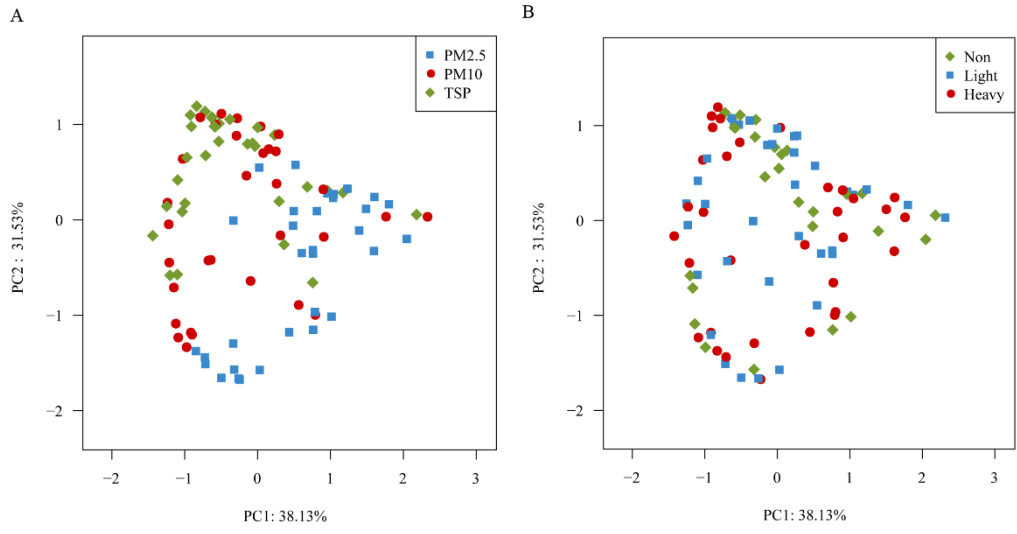 A
PM2.5
PM10
TSP
1
0
−1
−2
PC2 : 31.53%
−2
−1
0
1
2
3
PC1: 38.13%
B
Non
Light
Heavy
1
0
−1
−2
PC2 : 31.53%
−2
−1
0
1
2
3
PC1: 38.13%